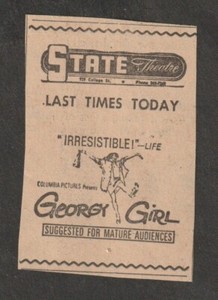 STATE Theatre
LAST TIMES TODAY
"IRRESISTIBLE!"—LIFE
COLUMBIA PICTURES Presents
GEORGY GIRL
SUGGESTED FOR MATURE AUDIENCES